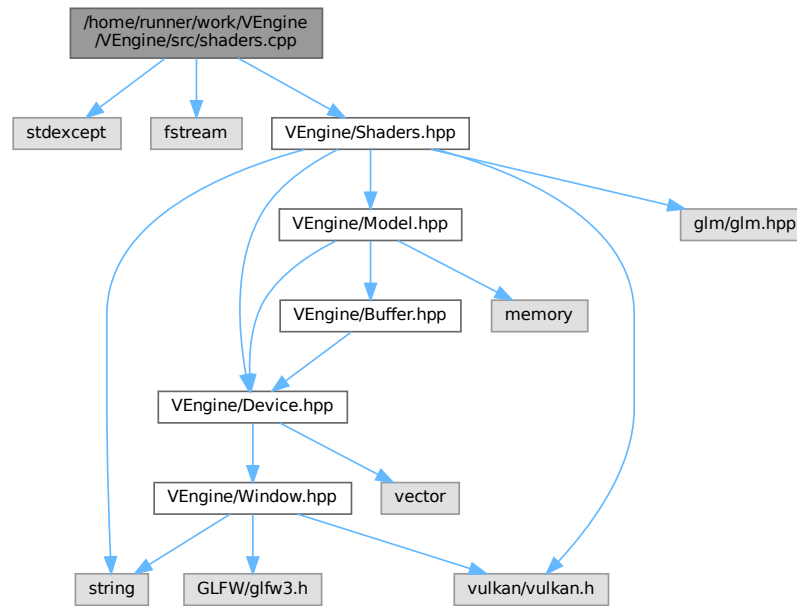 /home/runner/work/VEngine
/VEngine/src/shaders.cpp
stdexcept
fstream
VEngine/Shaders.hpp
VEngine/Model.hpp
glm/glm.hpp
VEngine/Buffer.hpp
memory
VEngine/Device.hpp
VEngine/Window.hpp
vector
string
GLFW/glfw3.h
vulkan/vulkan.h